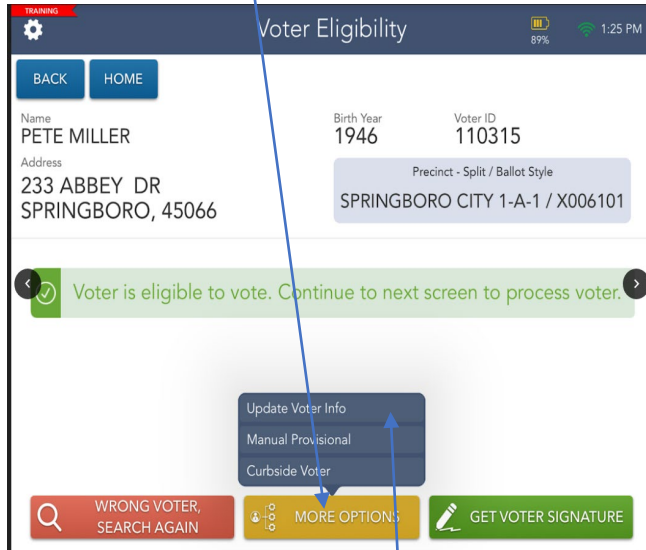 TRAINING
Voter Eligibility
89%
1:25 PM
BACK
HOME
Name
PETE MILLER
Birth Year
1946
Voter ID
110315
Address
233 ABBEY DR
SPRINGBORO, 45066
Precinct - Split / Ballot Style
SPRINGBORO CITY 1-A-1 / X006101
Voter is eligible to vote. Continue to next screen to process voter.
Update Voter Info
Manual Provisional
Curbside Voter
WRONG VOTER,
SEARCH AGAIN
MORE OPTIONS
GET VOTER SIGNATURE